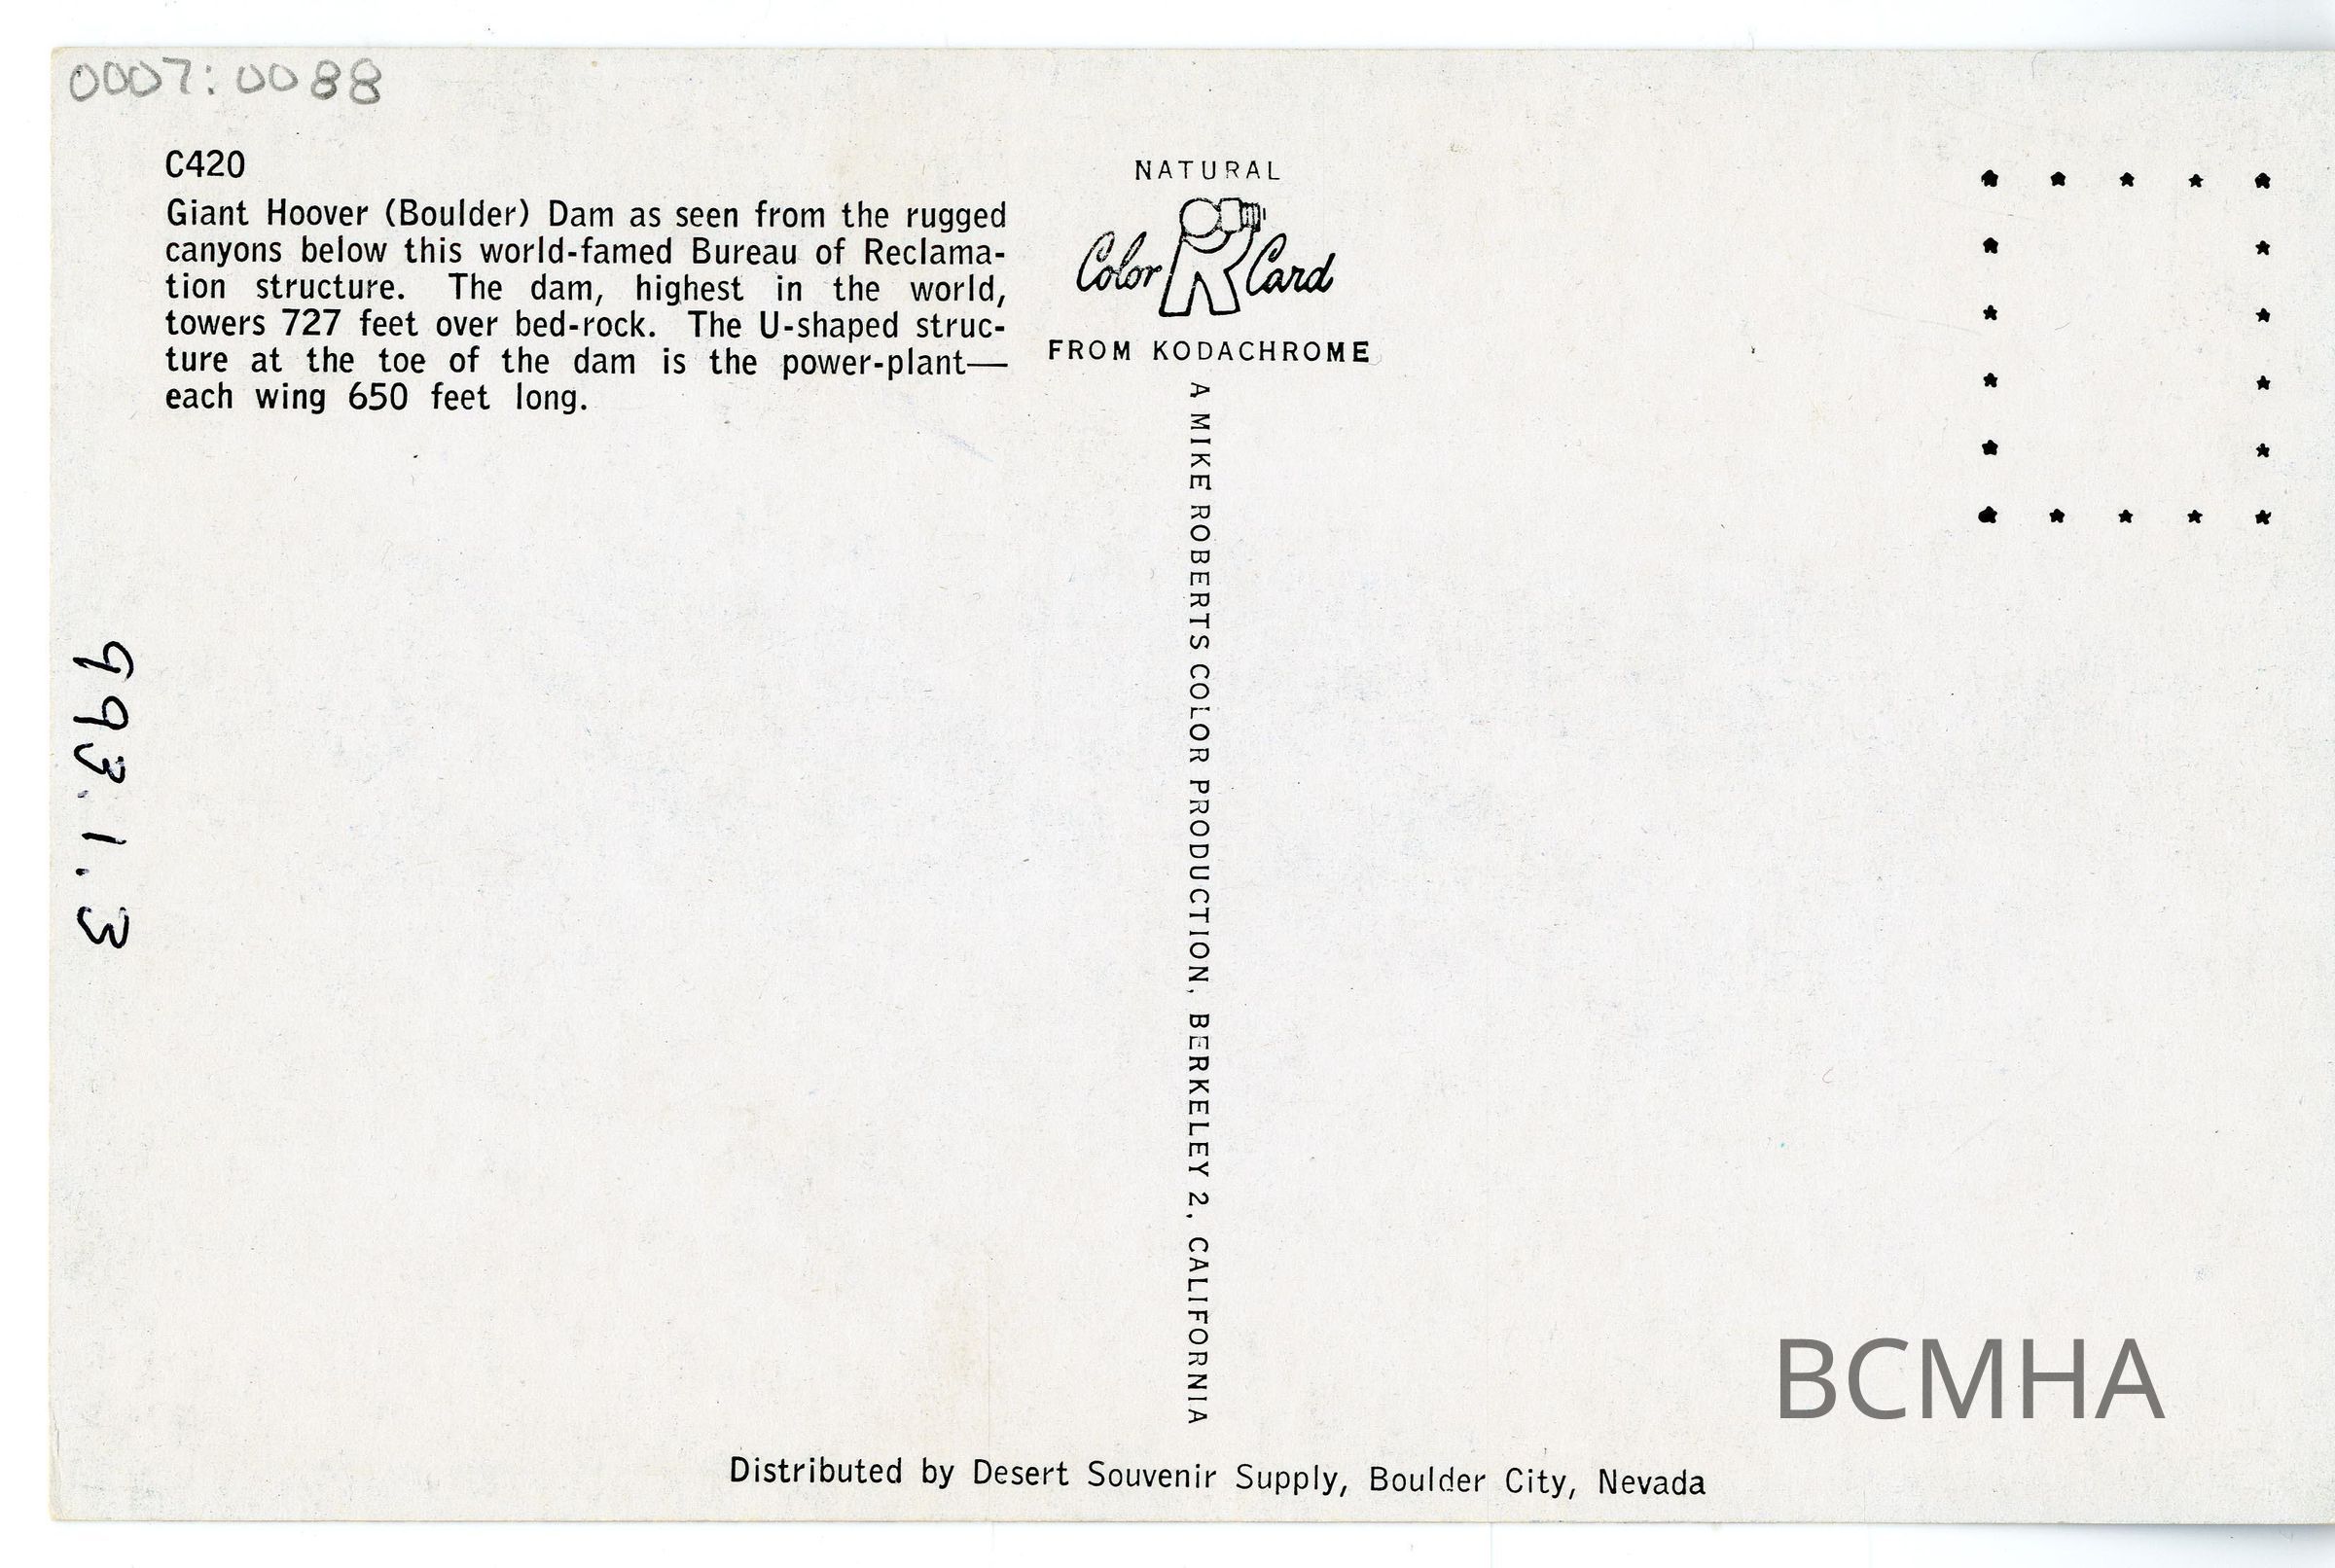 0007:0088
C420
Giant Hoover (Boulder) Dam as seen from the rugged
canyons below this world-famed Bureau of Reclama-
tion structure. The dam, highest in the world,
towers 727 feet over bed-rock. The U-shaped struc-
ture at the toe of the dam is the power-plant—
each wing 650 feet long.
NATURAL
Color R Card
FROM KODACHROME
A MIKE ROBERTS COLOR PRODUCTION, BERKELEY 2, CALIFORNIA
993.1.3
BCMHA
Distributed by Desert Souvenir Supply, Boulder City, Nevada